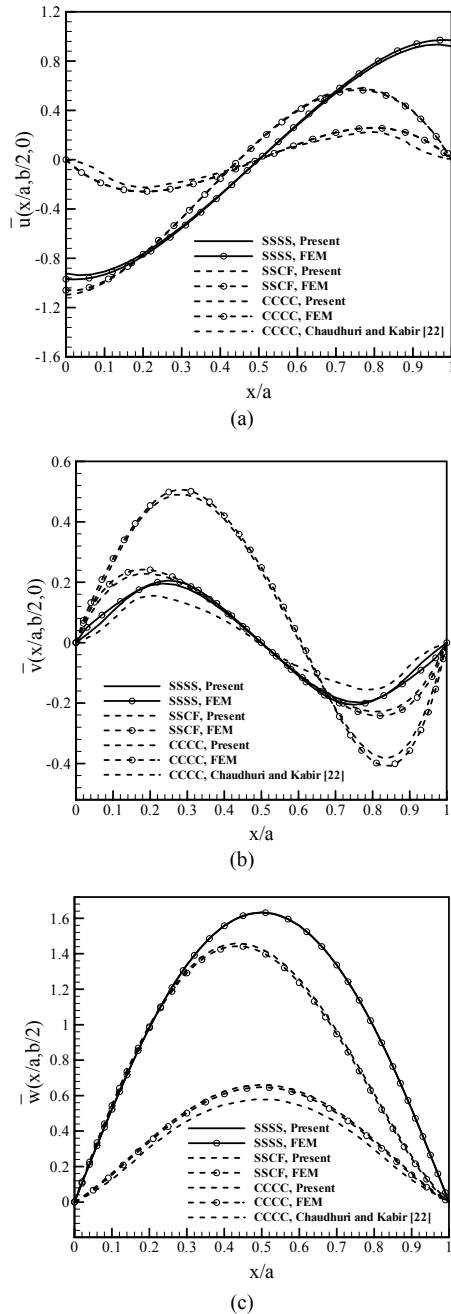 1.2
0.8
0.4
0
-0.4
-0.8
-1.2
-1.6
u(x/a,b/2,0)
SSSS, Present
SSSS, FEM
SSCF, Present
SSCF, FEM
CCCC, Present
CCCC, FEM
CCCC, Chaudhuri and Kabir [22]
0 0.1 0.2 0.3 0.4 0.5 0.6 0.7 0.8 0.9 1
x/a
(a)
0.6
0.4
0.2
0
-0.2
-0.4
v(x/a,b/2,0)
SSSS, Present
SSSS, FEM
SSCF, Present
SSCF, FEM
CCCC, Present
CCCC, FEM
CCCC, Chaudhuri and Kabir [22]
0 0.1 0.2 0.3 0.4 0.5 0.6 0.7 0.8 0.9 1
x/a
(b)
1.6
1.4
1.2
1
0.8
0.6
0.4
0.2
0
w(x/a,b/2)
SSSS, Present
SSSS, FEM
SSCF, Present
SSCF, FEM
CCCC, Present
CCCC, FEM
CCCC, Chaudhuri and Kabir [22]
0 0.1 0.2 0.3 0.4 0.5 0.6 0.7 0.8 0.9 1
x/a
(c)